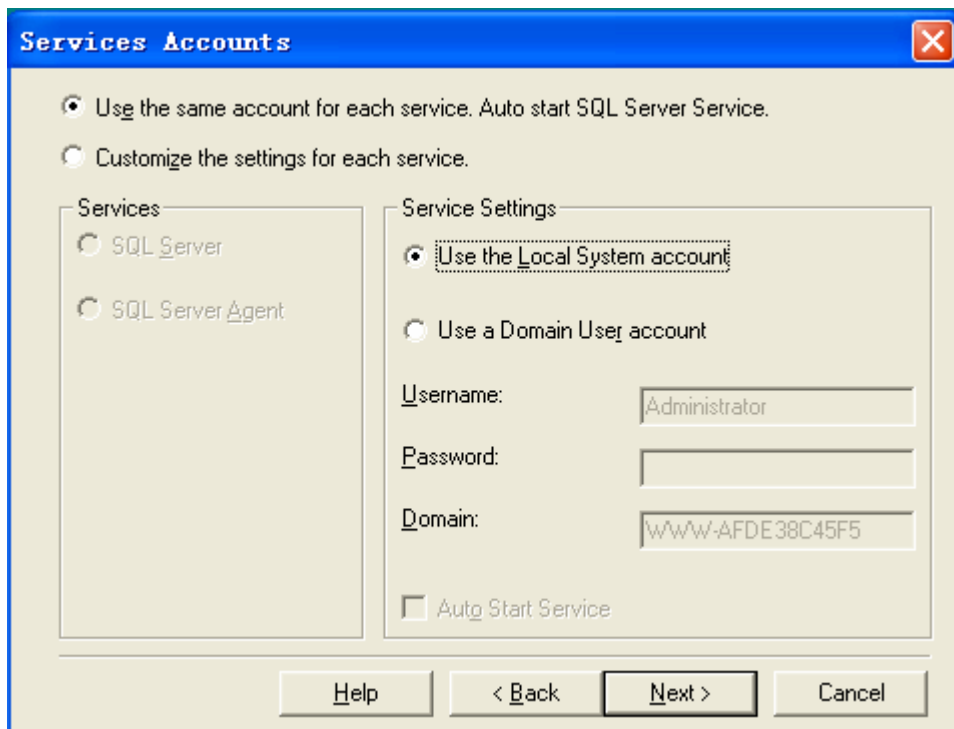 Services Accounts
Use the same account for each service. Auto start SQL Server Service.
Customize the settings for each service.
Services
SQL Server
SQL Server Agent
Service Settings
Use the Local System account
Use a Domain User account
Username:
Administrator
Password:
Domain:
WWW-AFDE38C45F5
Auto Start Service
Help
< Back
Next >
Cancel